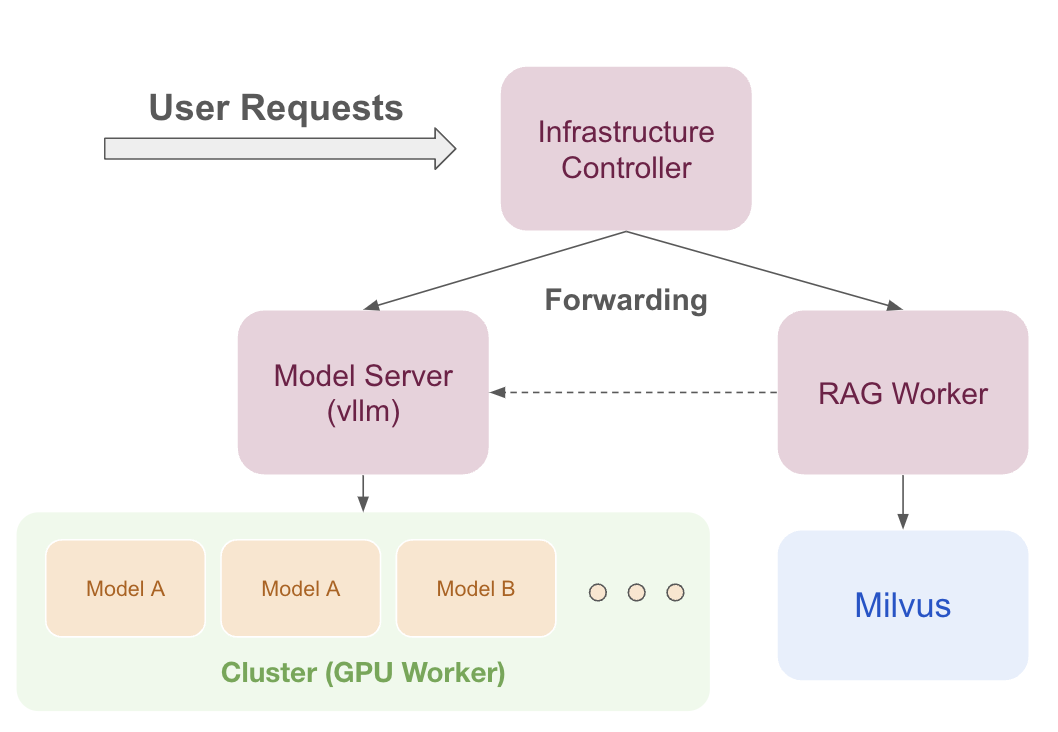 User Requests
Infrastructure
Controller
Forwarding
Model Server
(vllm)
RAG Worker
Model A
Model A
Model B
Cluster (GPU Worker)
Milvus